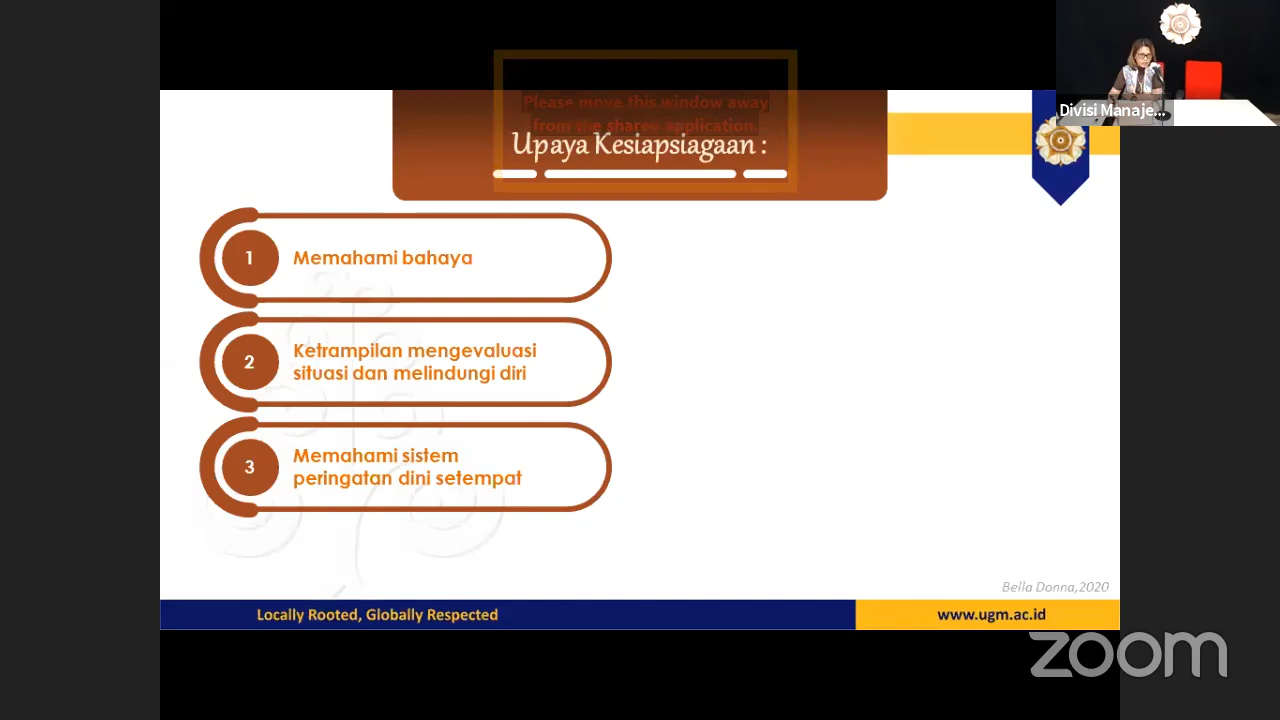 Please move this window away
from the shared application.
Upaya Kesiapsiagaan :
Divisi Manaje...
1
Memahami bahaya
2
Ketrampilan mengevaluasi
situasi dan melindungi diri
3
Memahami sistem
peringatan dini setempat
Bella Donna,2020
Locally Rooted, Globally Respected
www.ugm.ac.id
zoom